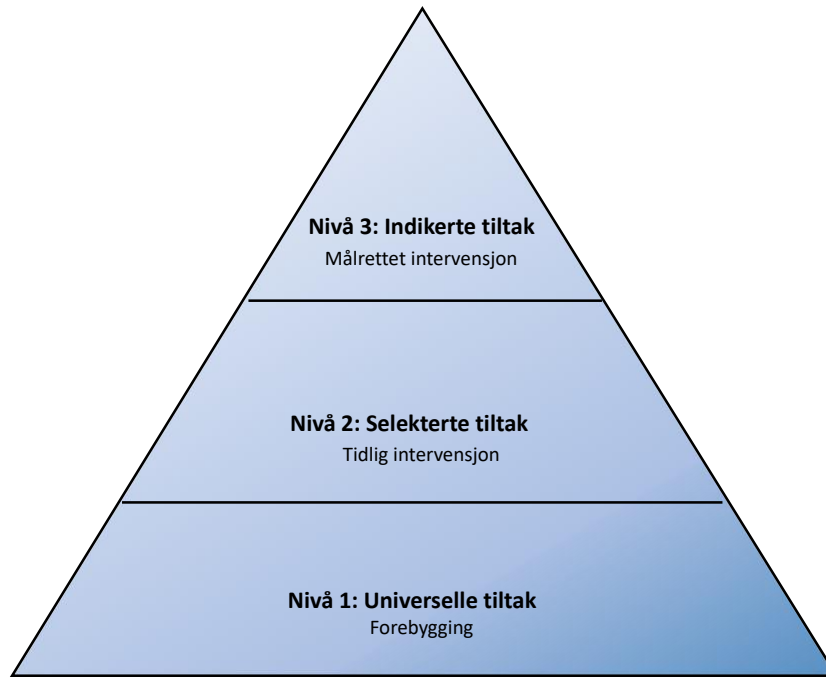 Nivå 3: Indikerte tiltak
Målrettet intervensjon
Nivå 2: Selekterte tiltak
Tidlig intervensjon
Nivå 1: Universelle tiltak
Forebygging